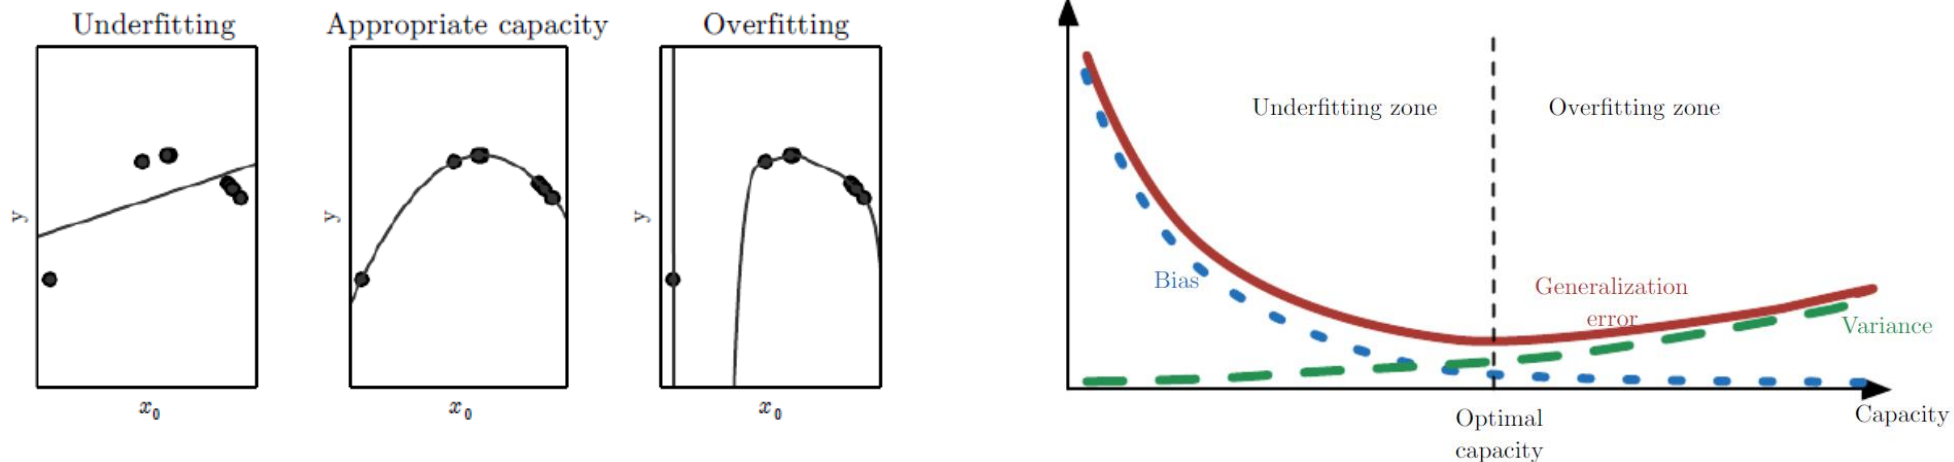 Underfitting
Appropriate capacity
Overfitting
y
x₀
y
x₀
y
x₀
Underfitting zone
Overfitting zone
Bias
Generalization
error
Variance
Optimal
capacity
Capacity